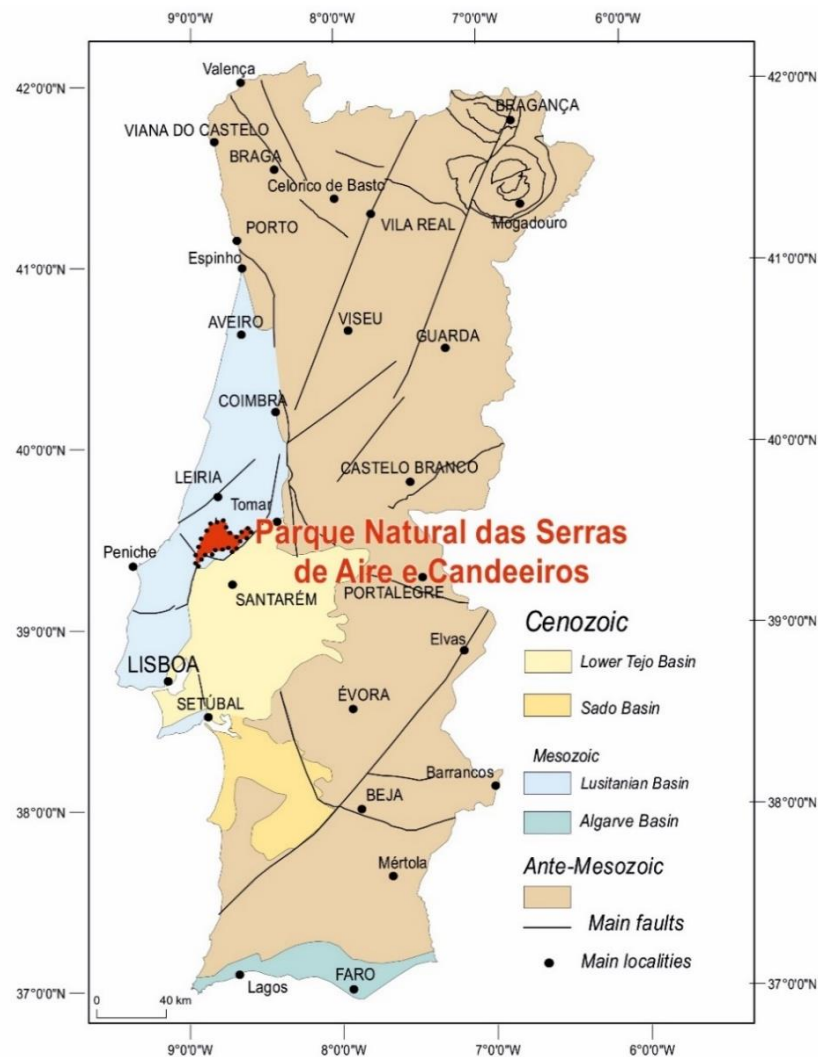 9°0'0"W
8°0'0"W
7°0'0"W
6°0'0"W
42°0'0"N
42°0'0"N
Valença
BRAGANÇA
VIANA DO CASTELO
BRAGA
Celorico de Bastc
Mogadouro
VILA REAL
PORTO
Espinho
41°0'0"N
41°0'0"N
AVEIRO
VISEU
GUARDA
COIMBRA
40°0'0"N
40°0'0"N
LEIRIA
CASTELO BRANCO
Tomar
Parque Natural das Serras
de Aire e Candeeiros
Peniche
SANTARÉM
PORTALEGRE
39°0'0"N
39°0'0"N
Elvas
LISBOA
SETÚBAL
ÉVORA
Barrancos
BEJA
38°0'0"N
38°0'0"N
Mértola
Lagos
FARO
37°0'0"N
37°0'0"N
0 40 km
Cenozoic
Lower Tejo Basin
Sado Basin
Mesozoic
Lusitanian Basin
Algarve Basin
Ante-Mesozoic
Main faults
Main localities
9°0'0"W
8°0'0"W
7°0'0"W
6°0'0"W